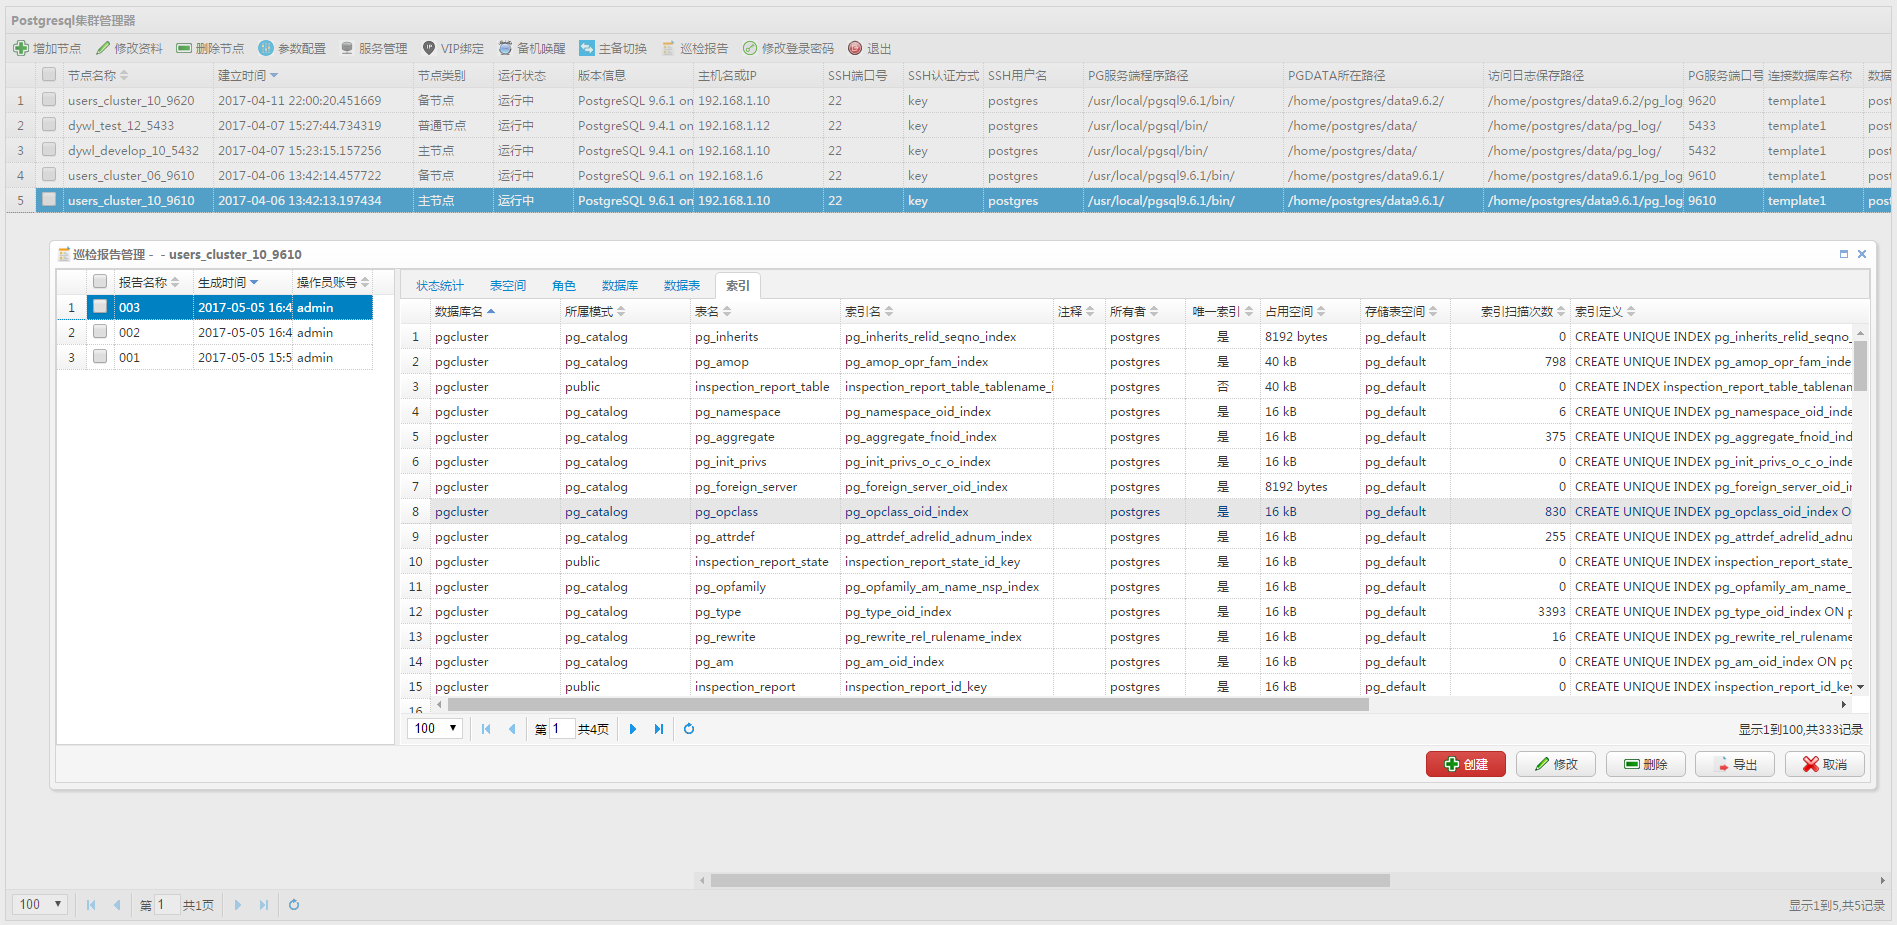 Postgresql集群管理器
增加节点 修改资料 删除节点 参数配置 服务管理 VIP绑定 备机唤醒 主备切换 巡检报告 修改登录密码 退出
节点名称 建立时间 节点类别 运行状态 版本信息 主机名或IP SSH端口号 SSH认证方式 SSH用户名 PG服务端程序路径 PGDATA所在路径 访问日志保存路径 PG服务端口号 连接数据库名称 数据
1 users_cluster_10_9620 2017-04-11 22:00:20.451669 备节点 运行中 PostgreSQL 9.6.1 on 192.168.1.10 22 key postgres /usr/local/pgsql9.6.1/bin/ /home/postgres/data9.6.2/ /home/postgres/data9.6.2/pg_log 9620 template1 post
2 dywl_test_12_5433 2017-04-07 15:27:44.734319 普通节点 运行中 PostgreSQL 9.4.1 on 192.168.1.12 22 key postgres /usr/local/pgsql/bin/ /home/postgres/data/ /home/postgres/data/pg_log/ 5433 template1 post
3 dywl_develop_10_5432 2017-04-07 15:23:15.157256 主节点 运行中 PostgreSQL 9.4.1 on 192.168.1.10 22 key postgres /usr/local/pgsql/bin/ /home/postgres/data/ /home/postgres/data/pg_log/ 5432 template1 post
4 users_cluster_06_9610 2017-04-06 13:42:14.457722 备节点 运行中 PostgreSQL 9.6.1 on 192.168.1.6 22 key postgres /usr/local/pgsql9.6.1/bin/ /home/postgres/data9.6.1/ /home/postgres/data9.6.1/pg_log 9610 template1 post
5 users_cluster_10_9610 2017-04-06 13:42:13.197434 主节点 运行中 PostgreSQL 9.6.1 on 192.168.1.10 22 key postgres /usr/local/pgsql9.6.1/bin/ /home/postgres/data9.6.1/ /home/postgres/data9.6.1/pg_log 9610 template1 post
巡检报告管理 - - users_cluster_10_9610
报告名称 生成时间 操作员账号
1 003 2017-05-05 16:4 admin
2 002 2017-05-05 16:4 admin
3 001 2017-05-05 15:5 admin
状态统计 表空间 角色 数据库 数据表 索引
数据库名 所属模式 表名 索引名 注释 所有者 唯一索引 占用空间 存储表空间 索引扫描次数 索引定义
1 pgcluster pg_catalog pg_inherits pg_inherits_relid_seqno_index postgres 是 8192 bytes pg_default 0 CREATE UNIQUE INDEX pg_inherits_relid_seqno_
2 pgcluster pg_catalog pg_amop pg_amop_opr_fam_index postgres 是 40 kB pg_default 798 CREATE UNIQUE INDEX pg_amop_opr_fam_inde
3 pgcluster public inspection_report_table inspection_report_table_tablename_i postgres 否 40 kB pg_default 0 CREATE INDEX inspection_report_table_tablenam
4 pgcluster pg_catalog pg_namespace pg_namespace_oid_index postgres 是 16 kB pg_default 6 CREATE UNIQUE INDEX pg_namespace_oid_inde
5 pgcluster pg_catalog pg_aggregate pg_aggregate_fnoid_index postgres 是 16 kB pg_default 375 CREATE UNIQUE INDEX pg_aggregate_fnoid_ind
6 pgcluster pg_catalog pg_init_privs pg_init_privs_o_c_o_index postgres 是 16 kB pg_default 0 CREATE UNIQUE INDEX pg_init_privs_o_c_o_inde
7 pgcluster pg_catalog pg_foreign_server pg_foreign_server_oid_index postgres 是 8192 bytes pg_default 0 CREATE UNIQUE INDEX pg_foreign_server_oid_ir
8 pgcluster pg_catalog pg_opclass pg_opclass_oid_index postgres 是 16 kB pg_default 830 CREATE UNIQUE INDEX pg_opclass_oid_index O
9 pgcluster pg_catalog pg_attrdef pg_attrdef_adrelid_adnum_index postgres 是 16 kB pg_default 255 CREATE UNIQUE INDEX pg_attrdef_adrelid_adnu
10 pgcluster public inspection_report_state inspection_report_state_id_key postgres 是 16 kB pg_default 0 CREATE UNIQUE INDEX inspection_report_state_
11 pgcluster pg_catalog pg_opfamily pg_opfamily_am_name_nsp_index postgres 是 16 kB pg_default 0 CREATE UNIQUE INDEX pg_opfamily_am_name_
12 pgcluster pg_catalog pg_type pg_type_oid_index postgres 是 16 kB pg_default 3393 CREATE UNIQUE INDEX pg_type_oid_index ON p
13 pgcluster pg_catalog pg_rewrite pg_rewrite_rel_rulename_index postgres 是 16 kB pg_default 16 CREATE UNIQUE INDEX pg_rewrite_rel_rulename
14 pgcluster pg_catalog pg_am pg_am_oid_index postgres 是 16 kB pg_default 0 CREATE UNIQUE INDEX pg_am_oid_index ON pg
15 pgcluster public inspection_report inspection_report_id_key postgres 是 16 kB pg_default 0 CREATE UNIQUE INDEX inspection_report_id_key
16
100 第 1 共4页 显示1到100,共333记录
创建 修改 删除 导出 取消
100 第 1 共1页 显示1到5,共5记录